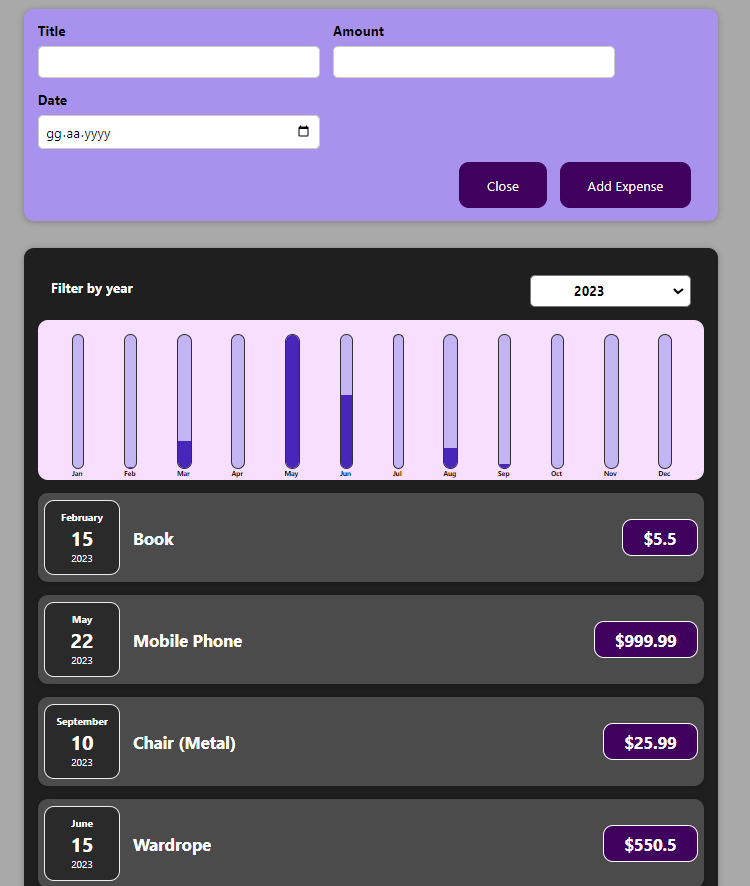 Title Amount
Date
gg.aa.yyyy
Close Add Expense
Filter by year 2023
Jan Feb Mar Apr May Jun Jul Aug Sep Oct Nov Dec
February
15
2023
Book
$5.5
May
22
2023
Mobile Phone
$999.99
September
10
2023
Chair (Metal)
$25.99
June
15
2023
Wardrope
$550.5